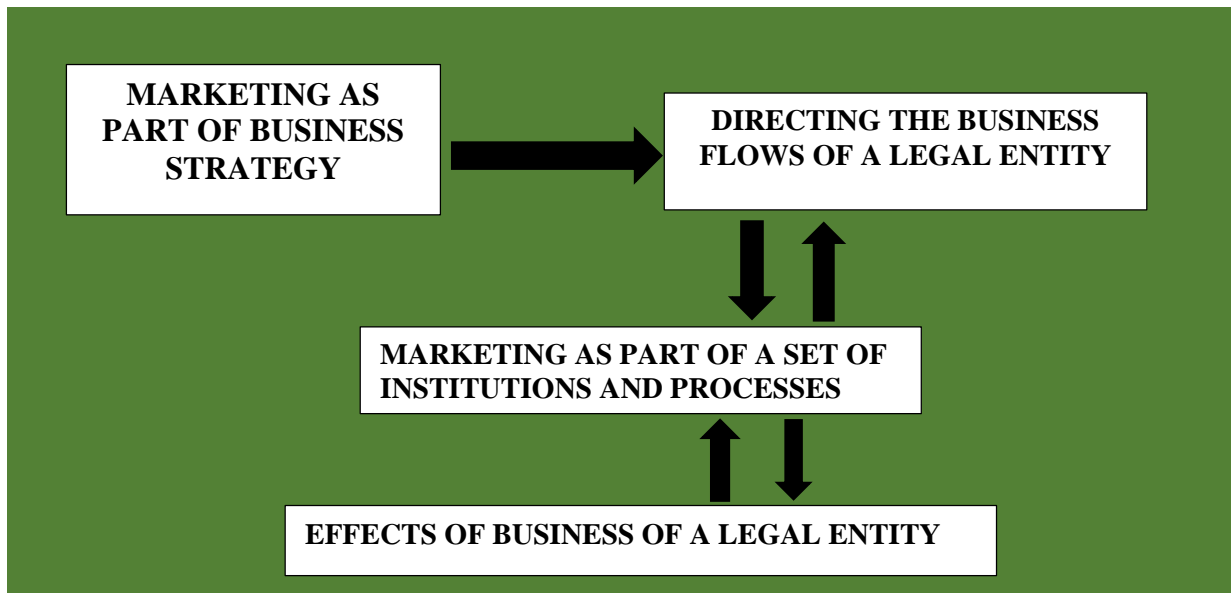 MARKETING AS
PART OF BUSINESS
STRATEGY
DIRECTING THE BUSINESS
FLOWS OF A LEGAL ENTITY
MARKETING AS PART OF A SET OF
INSTITUTIONS AND PROCESSES
EFFECTS OF BUSINESS OF A LEGAL ENTITY